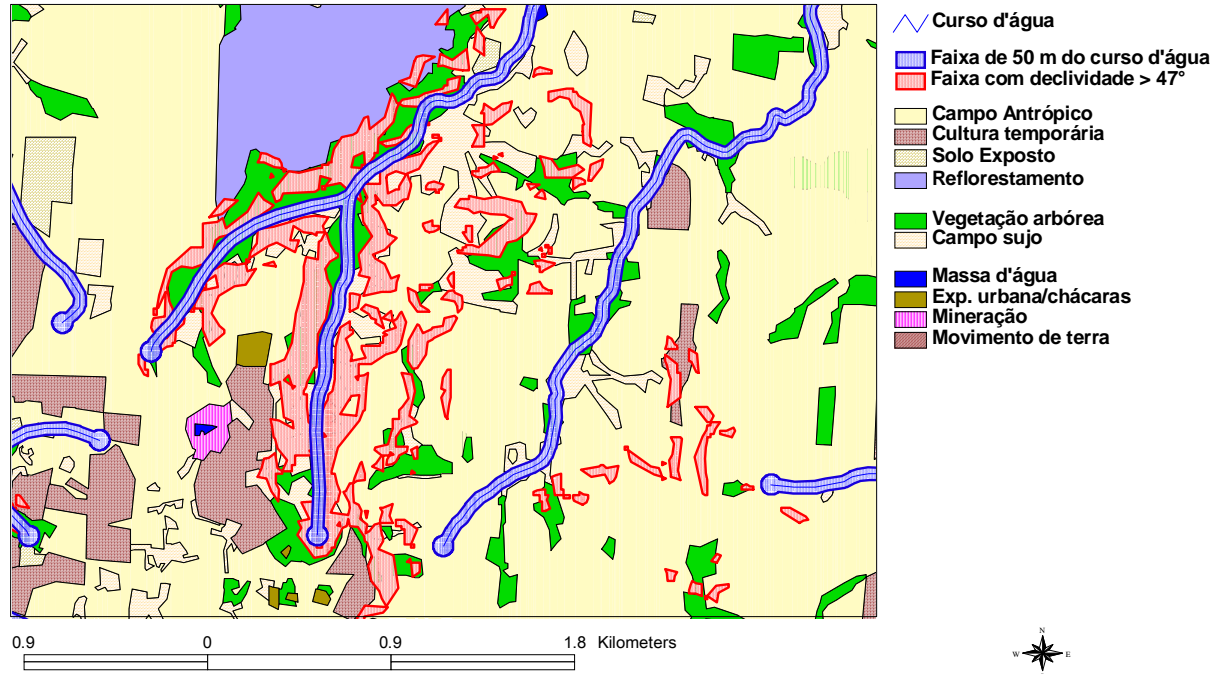 Curso d'água
Faixa de 50 m do curso d'água
Faixa com declividade > 47°
Campo Antrópico
Cultura temporária
Solo Exposto
Reflorestamento
Vegetação arbórea
Campo sujo
Massa d'água
Exp. urbana/chácaras
Mineração
Movimento de terra
0.9 0 0.9 1.8 Kilometers
N
W E
S